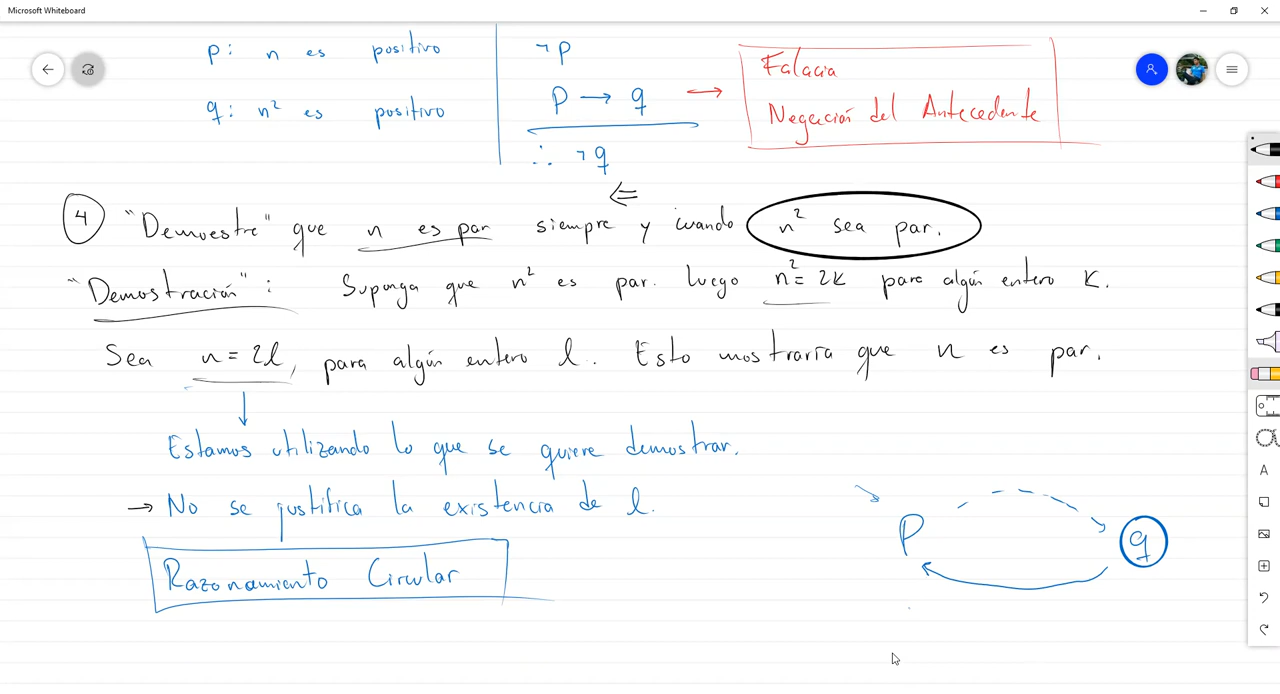 Microsoft Whiteboard
p: n es positivo
q: n² es positivo
¬p
p → q
∴ ¬q
Falacia
Negación del Antecedente
⇐
4 "Demuestre" que n es par siempre y cuando n² sea par.
"Demostración": Suponga que n² es par. Luego n² = 2k para algún entero k.
Sea n = 2l, para algún entero l. Esto mostraría que n es par.
Estamos utilizando lo que se quiere demostrar.
→ No se justifica la existencia de l.
Razonamiento Circular
P q
A